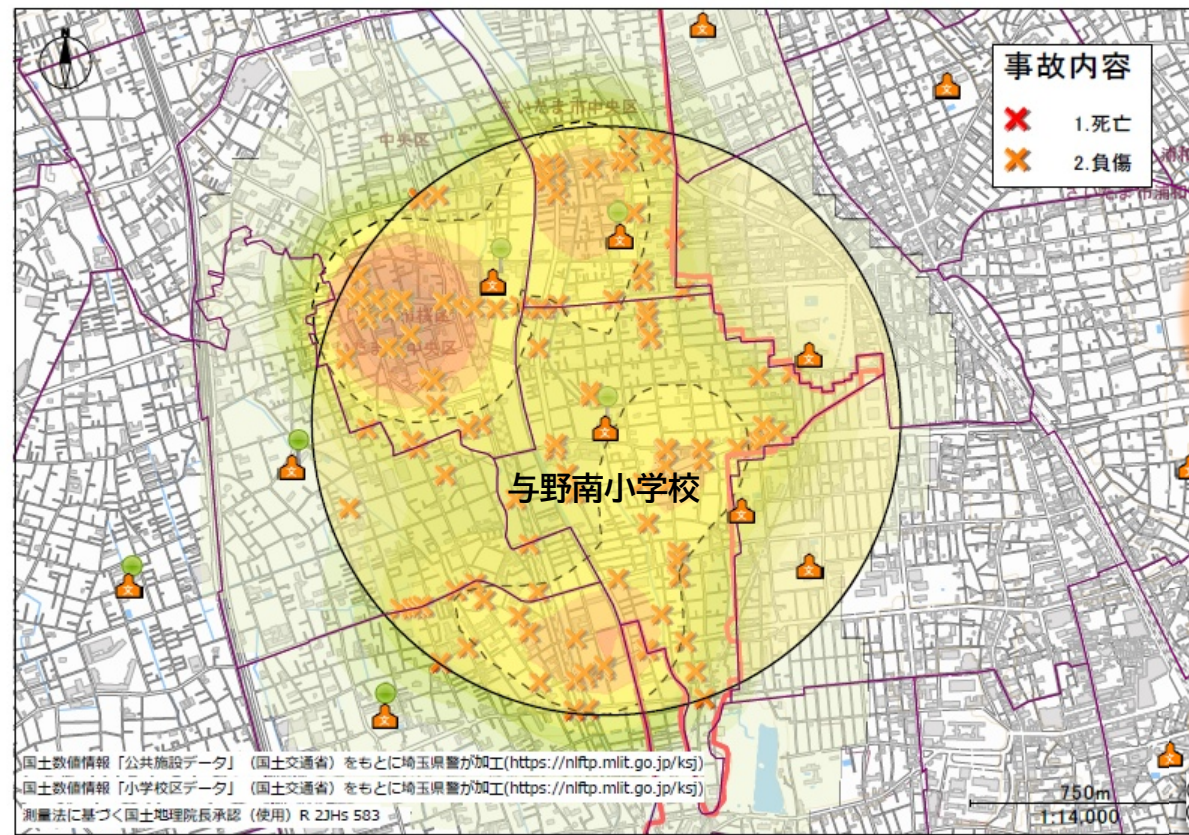 さいたま市中央区
中央区
事故内容
1.死亡
2.負傷
与野南小学校
国土数値情報「公共施設データ」(国土交通省)をもとに埼玉県警が加工(https://nlftp.mlit.go.jp/ksj)
国土数値情報「小学校区データ」(国土交通省)をもとに埼玉県警が加工(https://nlftp.mlit.go.jp/ksj)
測量法に基づく国土地理院長承認(使用)R 2JHs 583
750m
1:14,000